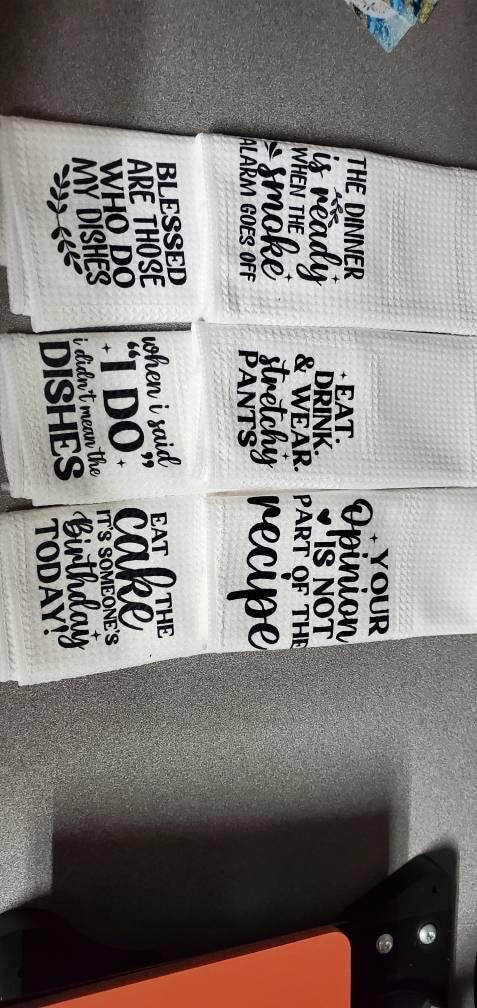 THE DINNER
is ready
WHEN THE
smoke
ALARM GOES OFF
EAT.
DRINK.
& WEAR.
stretchy
PANTS
YOUR
Opinion
IS NOT
PART OF THE
recipe
BLESSED
ARE THOSE
WHO DO
MY DISHES
when i said
"I DO"
i didn't mean the
DISHES
EAT THE
cake
IT'S SOMEONE'S
Birthday
TODAY!